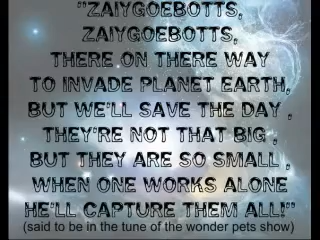 "ZAIYGOEBOTTS,
ZAIYGOEBOTTS,
THERE ON THERE WAY
TO INVADE PLANET EARTH,
BUT WE'LL SAVE THE DAY ,
THEY'RE NOT THAT BIG ,
BUT THEY ARE SO SMALL ,
WHEN ONE WORKS ALONE
HE'LL CAPTURE THEM ALL!"
(said to be in the tune of the wonder pets show)